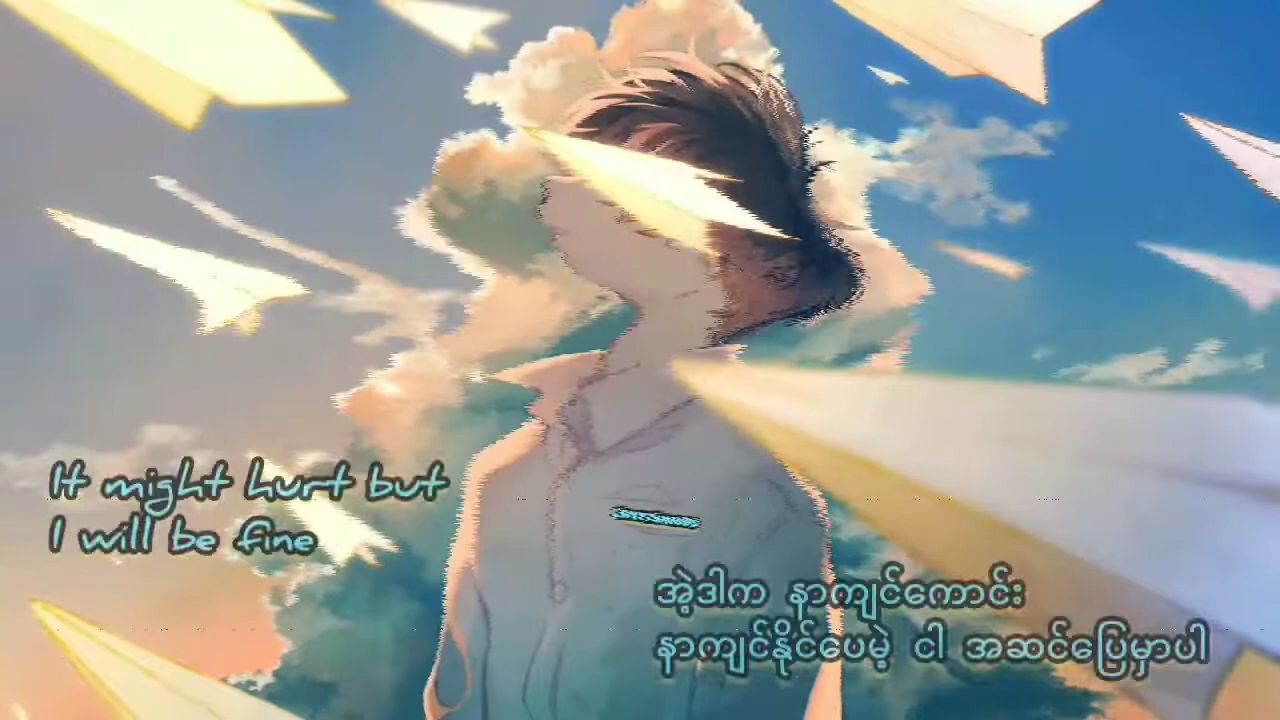 It might hurt but
I will be fine
အဲ့ဒါက နာကျင်ကောင်း
နာကျင်နိုင်ပေမဲ့ ငါ အဆင်ပြေမှာပါ